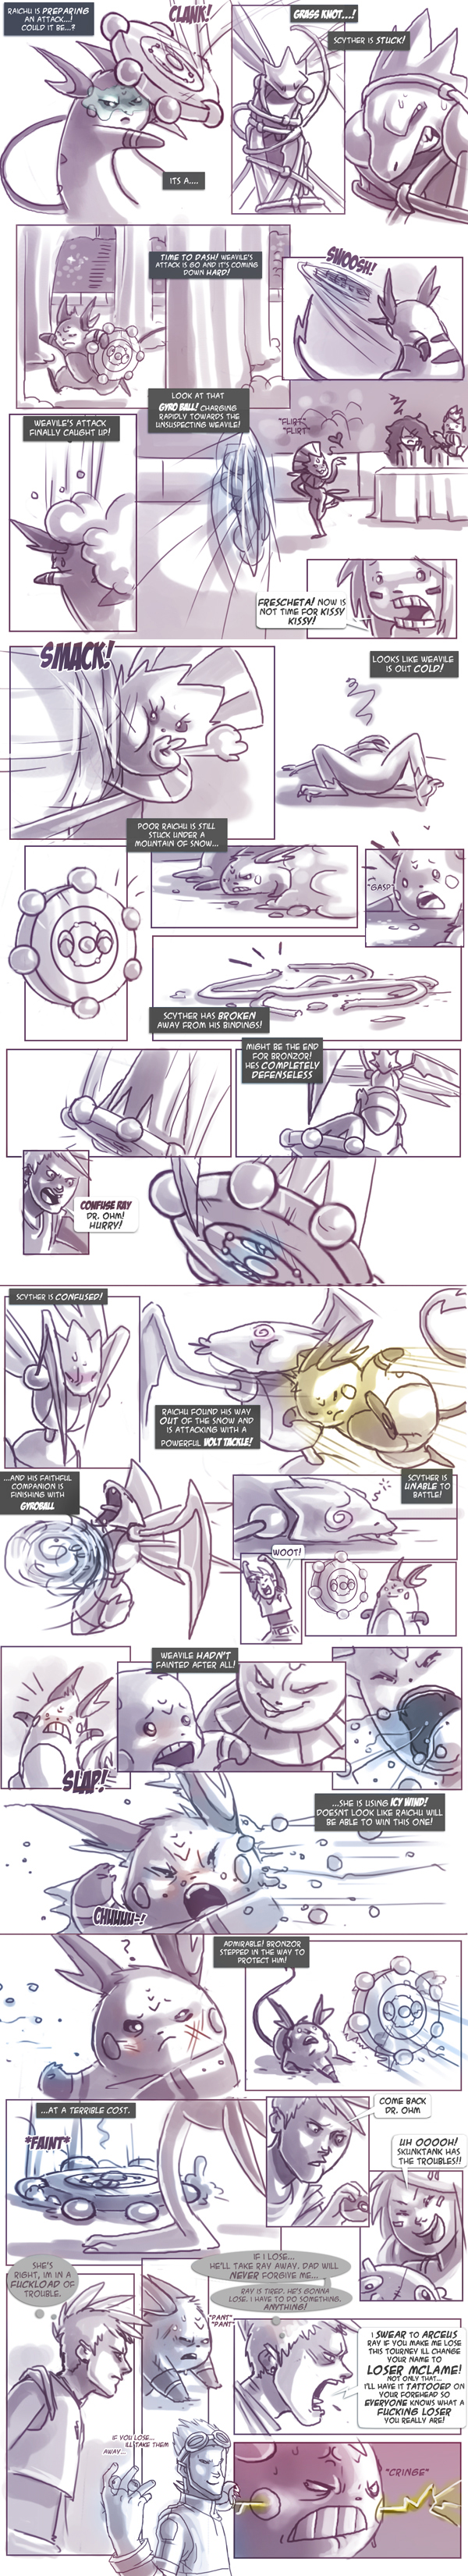 RAICHU IS PREPARING
AN ATTACK...!
COULD IT BE...?
CLANK!
ITS A....
GRASS KNOT...!
SCYTHER IS STUCK!
TIME TO DASH! WEAVILE'S
ATTACK IS GO AND IT'S COMING
DOWN HARD!
SWOOSH!
LOOK AT THAT
GYRO BALL! CHARGING
RAPIDLY TOWARDS THE
UNSUSPECTING WEAVILE!
WEAVILE'S ATTACK
FINALLY CAUGHT UP!
*FLIRT*
*FLIRT*
FRESCHETA! NOW IS
NOT TIME FOR KISSY
KISSY!
SMACK!
LOOKS LIKE WEAVILE
IS OUT COLD!
POOR RAICHU IS STILL
STUCK UNDER A
MOUNTAIN OF SNOW...
*GASP*
SCYTHER HAS BROKEN
AWAY FROM HIS BINDINGS!
MIGHT BE THE END
FOR BRONZOR!
HES COMPLETELY
DEFENSELESS
CONFUSE RAY
DR. OHM!
HURRY!
SCYTHER IS CONFUSED!
RAICHU FOUND HIS WAY
OUT OF THE SNOW AND
IS ATTACKING WITH A
POWERFUL VOLT TACKLE!
...AND HIS FAITHFUL
COMPANION IS
FINISHING WITH
GYROBALL
SCYTHER IS
UNABLE TO
BATTLE!
WOOT!
WEAVILE HADN'T
FAINTED AFTER ALL!
SLAP!
...SHE IS USING ICY WIND!
DOESNT LOOK LIKE RAICHU WILL
BE ABLE TO WIN THIS ONE!
CHUUUU-!
?
ADMIRABLE! BRONZOR
STEPPED IN THE WAY TO
PROTECT HIM!
...AT A TERRIBLE COST.
*FAINT*
COME BACK
DR. OHM
UH OOOOH!
SKUNKTANK HAS
THE TROUBLES!!
SHE'S
RIGHT, IM IN A
FUCKLOAD OF
TROUBLE.
IF I LOSE...
HE'LL TAKE RAY AWAY. DAD WILL
NEVER FORGIVE ME...
RAY IS TIRED. HE'S GONNA
LOSE. I HAVE TO DO SOMETHING.
ANYTHING!
*PANT*
*PANT*
I SWEAR TO ARCEUS
RAY IF YOU MAKE ME LOSE
THIS TOURNEY ILL CHANGE
YOUR NAME TO
LOSER MCLAME!
NOT ONLY THAT...
I'LL HAVE IT TATTOOED ON
YOUR FOREHEAD SO
EVERYONE KNOWS WHAT A
FUCKING LOSER
YOU REALLY ARE!
IF YOU LOSE...
ILL TAKE THEM
AWAY...
*CRINGE*